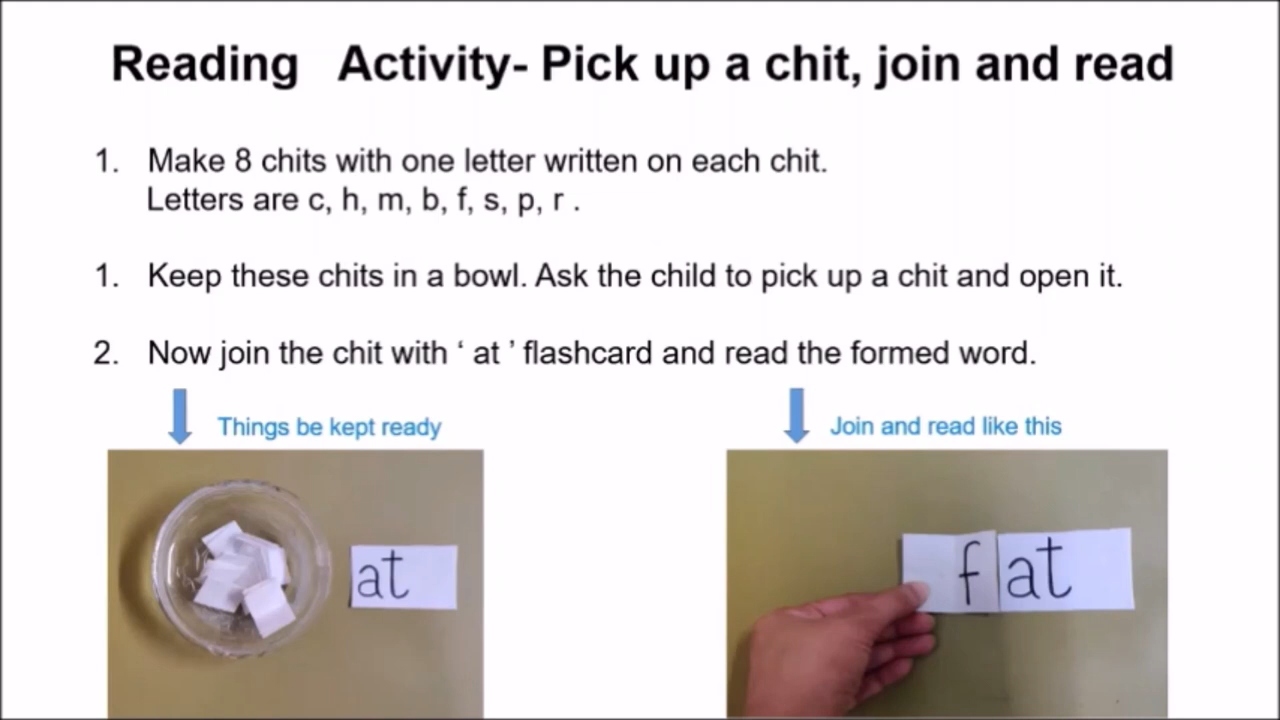 Reading Activity- Pick up a chit, join and read
1. Make 8 chits with one letter written on each chit.
Letters are c, h, m, b, f, s, p, r .
1. Keep these chits in a bowl. Ask the child to pick up a chit and open it.
2. Now join the chit with ‘ at ’ flashcard and read the formed word.
Things be kept ready
Join and read like this
at
f at